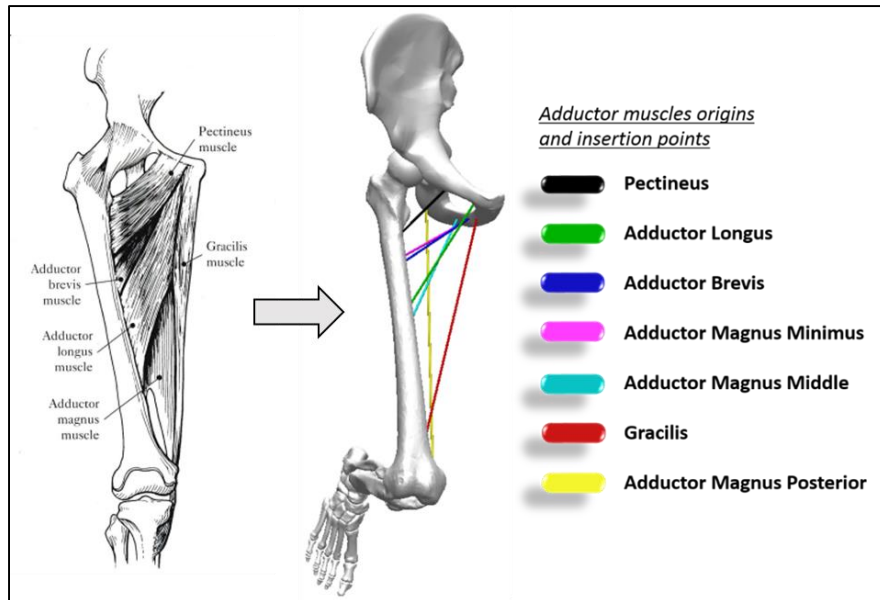 Pectineus
muscle
Gracilis
muscle
Adductor
brevis
muscle
Adductor
longus
muscle
Adductor
magnus
muscle
Adductor muscles origins
and insertion points
Pectineus
Adductor Longus
Adductor Brevis
Adductor Magnus Minimus
Adductor Magnus Middle
Gracilis
Adductor Magnus Posterior